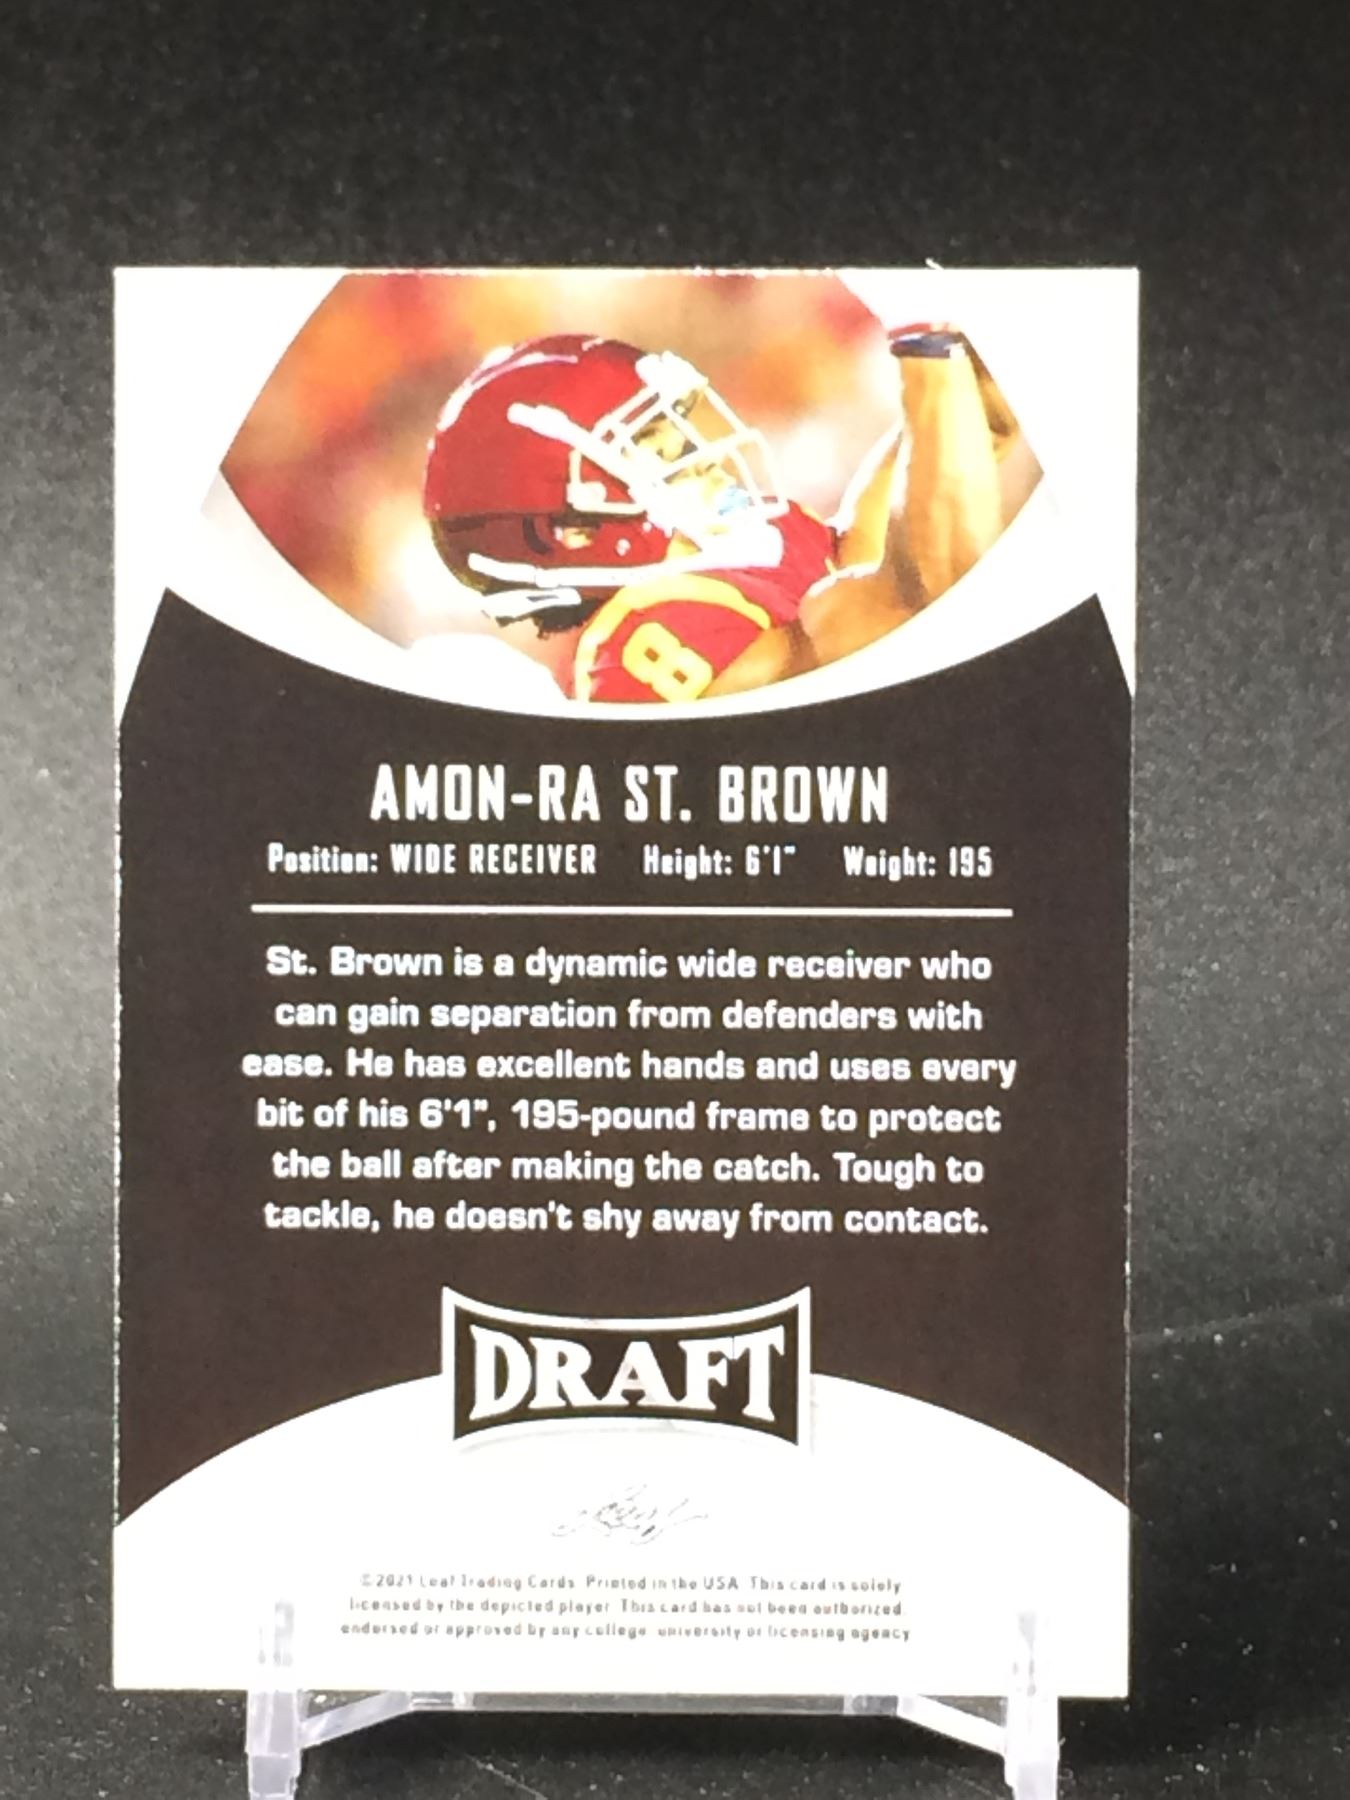 8
AMON-RA ST. BROWN
Position: WIDE RECEIVER Height: 6'1" Weight: 195
St. Brown is a dynamic wide receiver who
can gain separation from defenders with
ease. He has excellent hands and uses every
bit of his 6'1", 195-pound frame to protect
the ball after making the catch. Tough to
tackle, he doesn't shy away from contact.
DRAFT
Leaf
©2021 Leaf Trading Cards. Printed in the USA. This card is solely
licensed by the depicted player. This card has not been authorized,
endorsed or approved by any college, university or licensing agency.